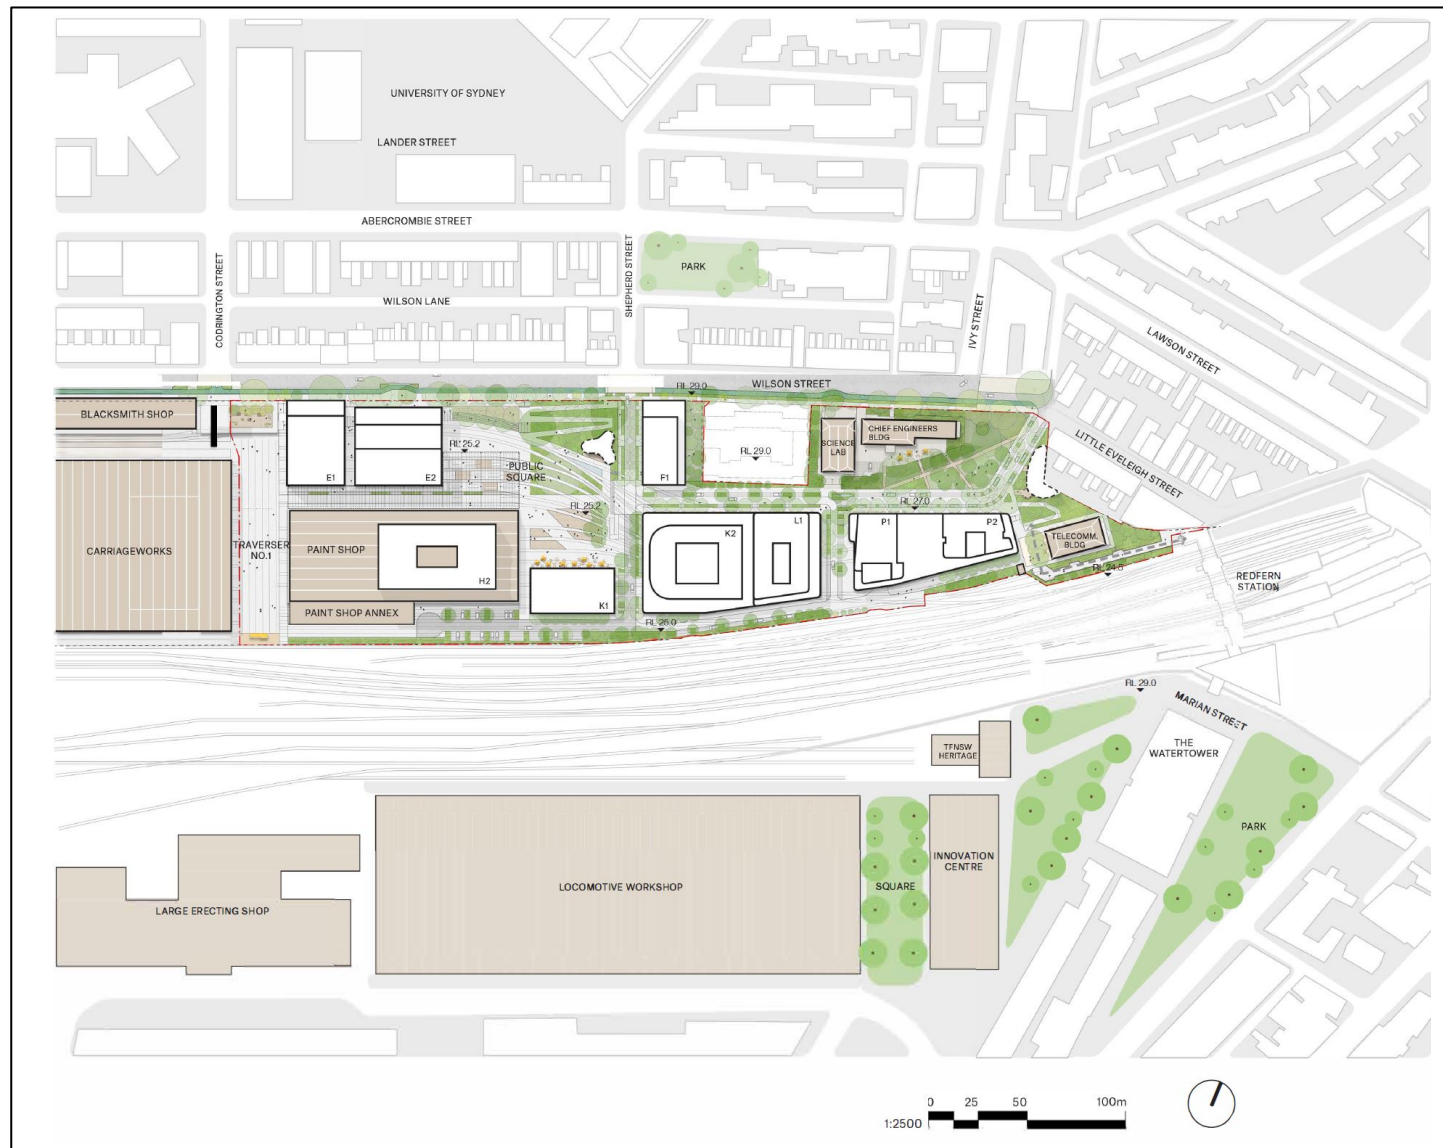 UNIVERSITY OF SYDNEY
LANDER STREET
ABERCROMBIE STREET
CODRINGTON STREET
SHEPHERD STREET
PARK
WILSON LANE
IVY STREET
LAWSON STREET
WILSON STREET
RL 29.0
BLACKSMITH SHOP
CHIEF ENGINEERS
BLDG
SCIENCE
LAB
LITTLE EVELEIGH STREET
RL 25.2
RL 29.0
PUBLIC
SQUARE
E1
E2
F1
RL 27.0
RL 25.2
L1
P1
P2
K2
CARRIAGEWORKS
TRAVERSER
NO.1
PAINT SHOP
TELECOMM.
BLDG
H2
RL 24.5
REDFERN
STATION
PAINT SHOP ANNEX
K1
RL 25.0
RL 29.0
MARIAN STREET
TFNSW
HERITAGE
THE
WATERTOWER
PARK
INNOVATION
CENTRE
LOCOMOTIVE WORKSHOP
SQUARE
LARGE ERECTING SHOP
0 25 50 100m
1:2500